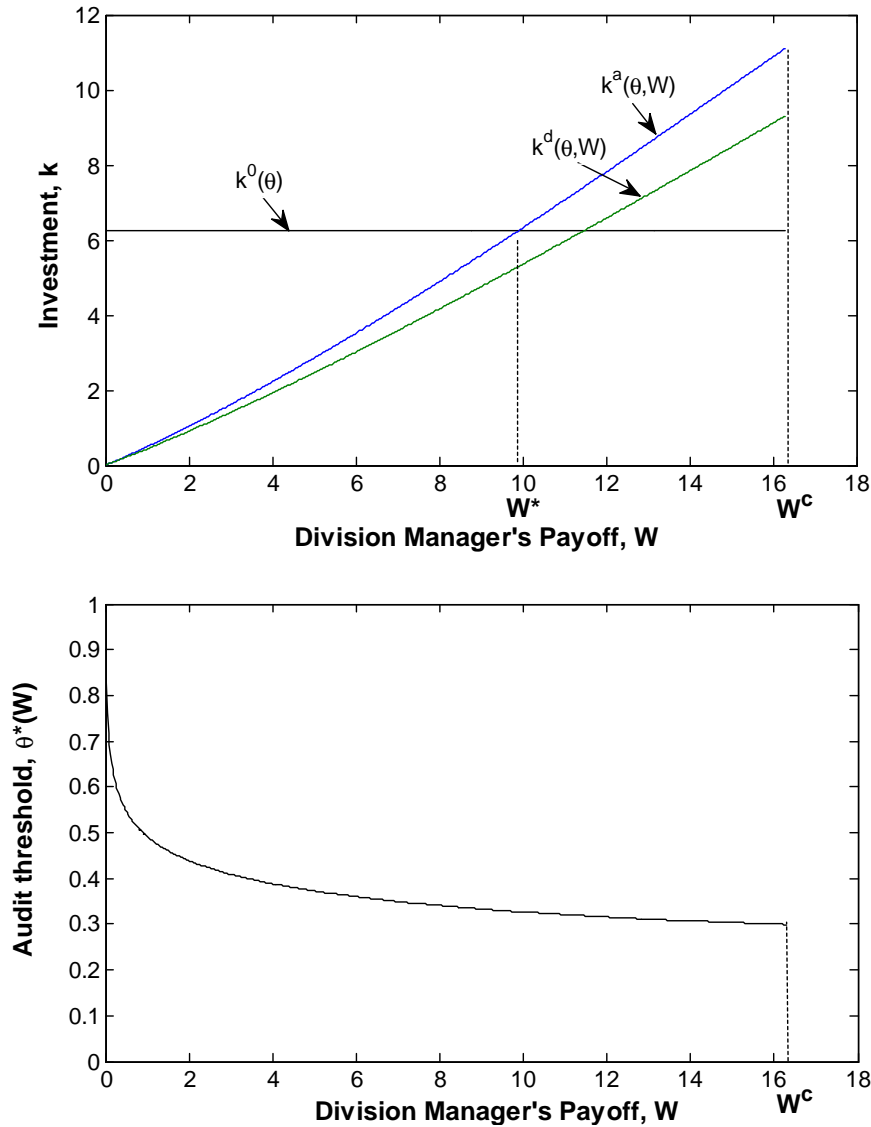 12
10
8
6
4
2
0
Investment, k
k^a(θ,W)
k^d(θ,W)
k^0(θ)
0 2 4 6 8 10 12 14 16 18
W* W^c
Division Manager's Payoff, W
1
0.9
0.8
0.7
0.6
0.5
0.4
0.3
0.2
0.1
0
Audit threshold, θ*(W)
0 2 4 6 8 10 12 14 16 18
Division Manager's Payoff, W W^c